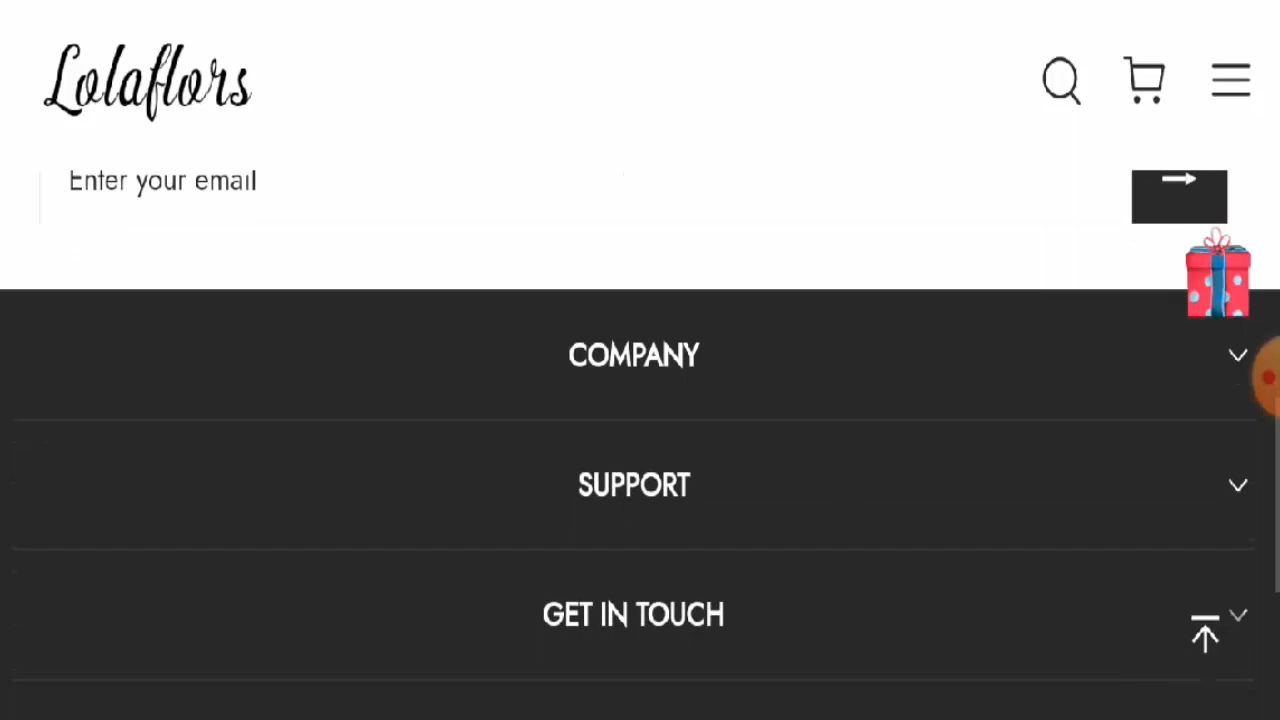 Lolaflors
Enter your email
COMPANY
SUPPORT
GET IN TOUCH